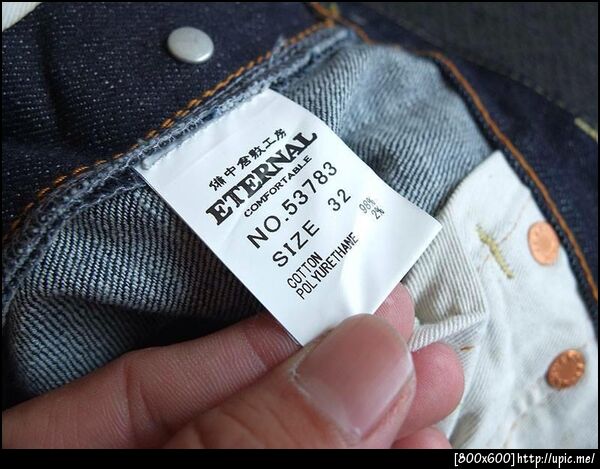 備中倉敷工房
ETERNAL
COMFORTABLE
NO.53783
SIZE 32
COTTON 98%
POLYURETHANE 2%
[800x600]http://upic.me/